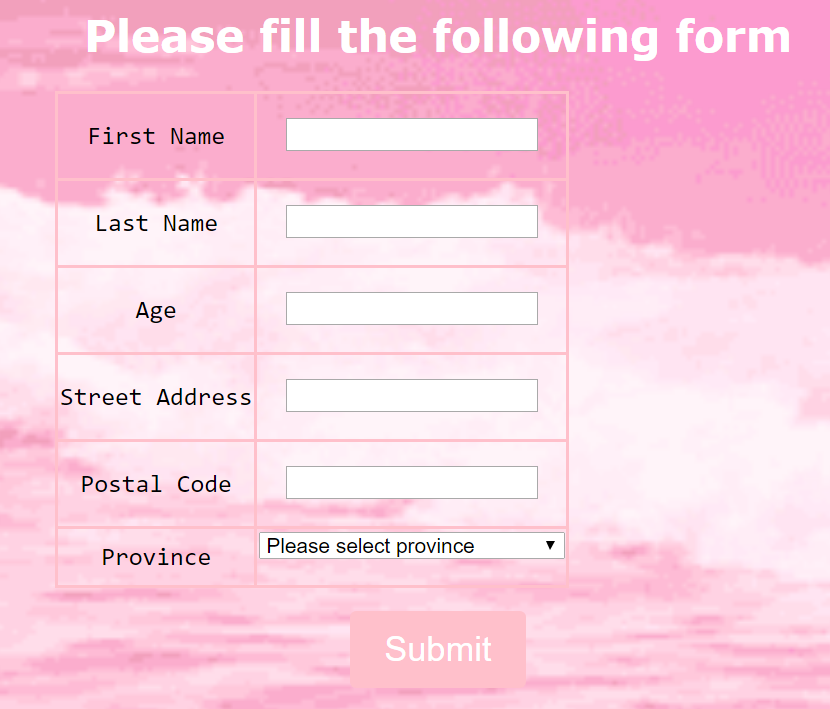 Please fill the following form
First Name
Last Name
Age
Street Address
Postal Code
Province
Please select province
Submit